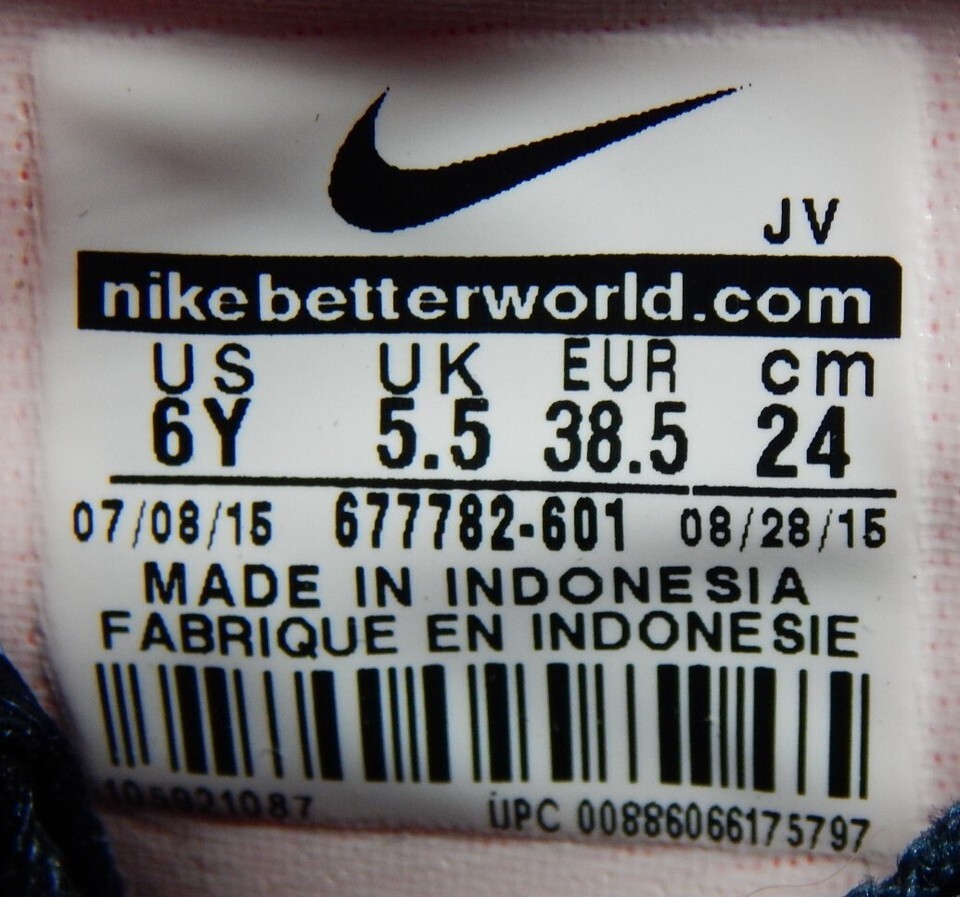 JV
nikebetterworld.com
US UK EUR cm
6Y 5.5 38.5 24
07/08/15 677782-601 08/28/15
MADE IN INDONESIA
FABRIQUE EN INDONESIE
UPC 00886066175797